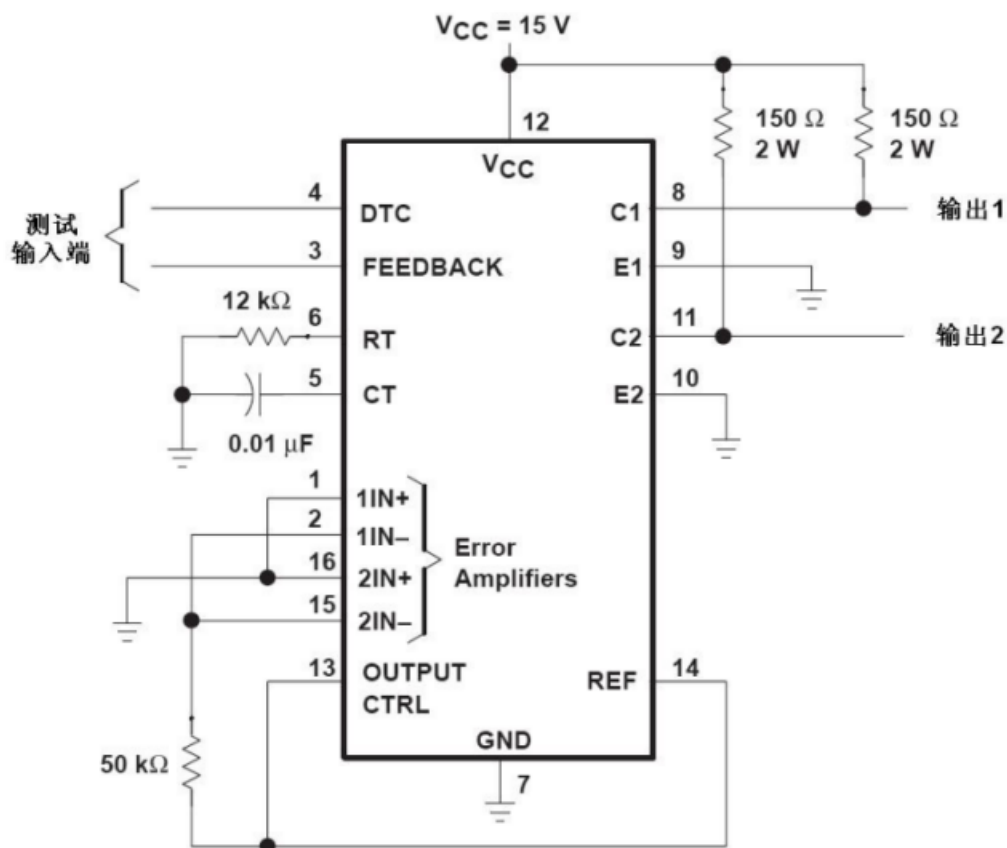 VCC = 15 V
12
VCC
150 Ω
2 W
150 Ω
2 W
测试
输入端
4
DTC
3
FEEDBACK
C1
8
输出1
E1
9
12 kΩ
6
RT
C2
11
输出2
5
CT
E2
10
0.01 μF
1
1IN+
2
1IN–
16
2IN+
15
2IN–
Error
Amplifiers
13
OUTPUT
CTRL
REF
14
50 kΩ
GND
7